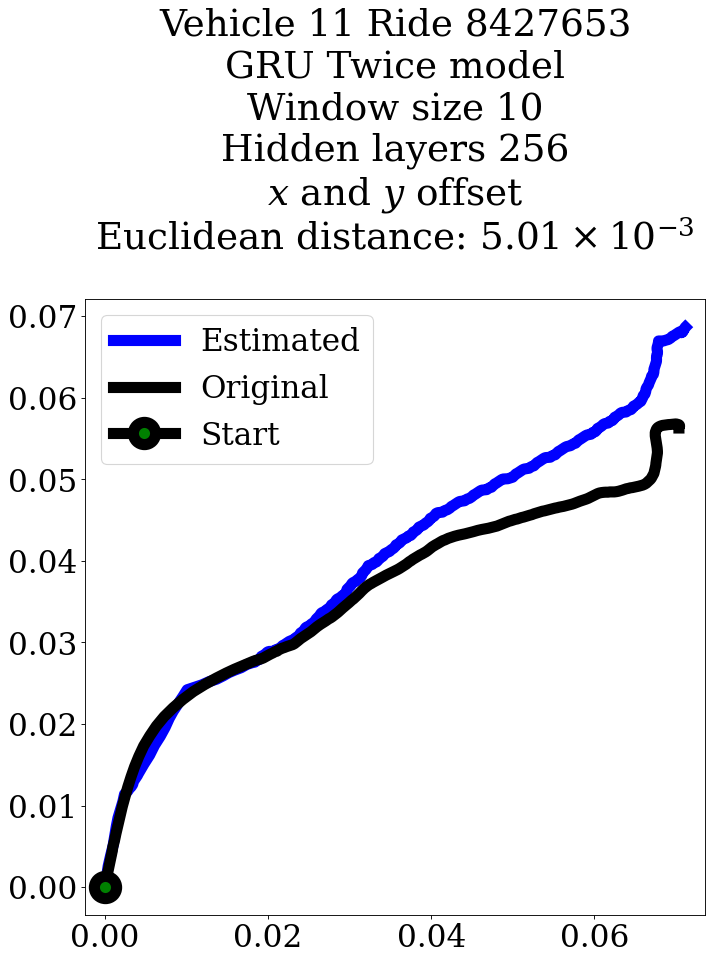 Vehicle 11 Ride 8427653
GRU Twice model
Window size 10
Hidden layers 256
x and y offset
Euclidean distance: 5.01 × 10⁻³
Estimated
Original
Start
0.07
0.06
0.05
0.04
0.03
0.02
0.01
0.00
0.00 0.02 0.04 0.06